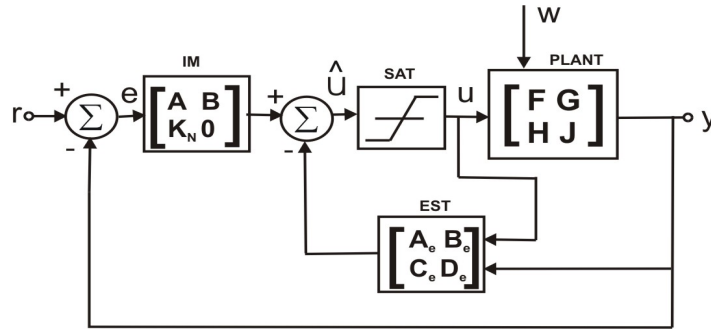 w
IM
SAT
PLANT
+
e
A B
K_N 0
+
û
u
F G
H J
r
Σ
Σ
y
-
-
EST
A_e B_e
C_e D_e